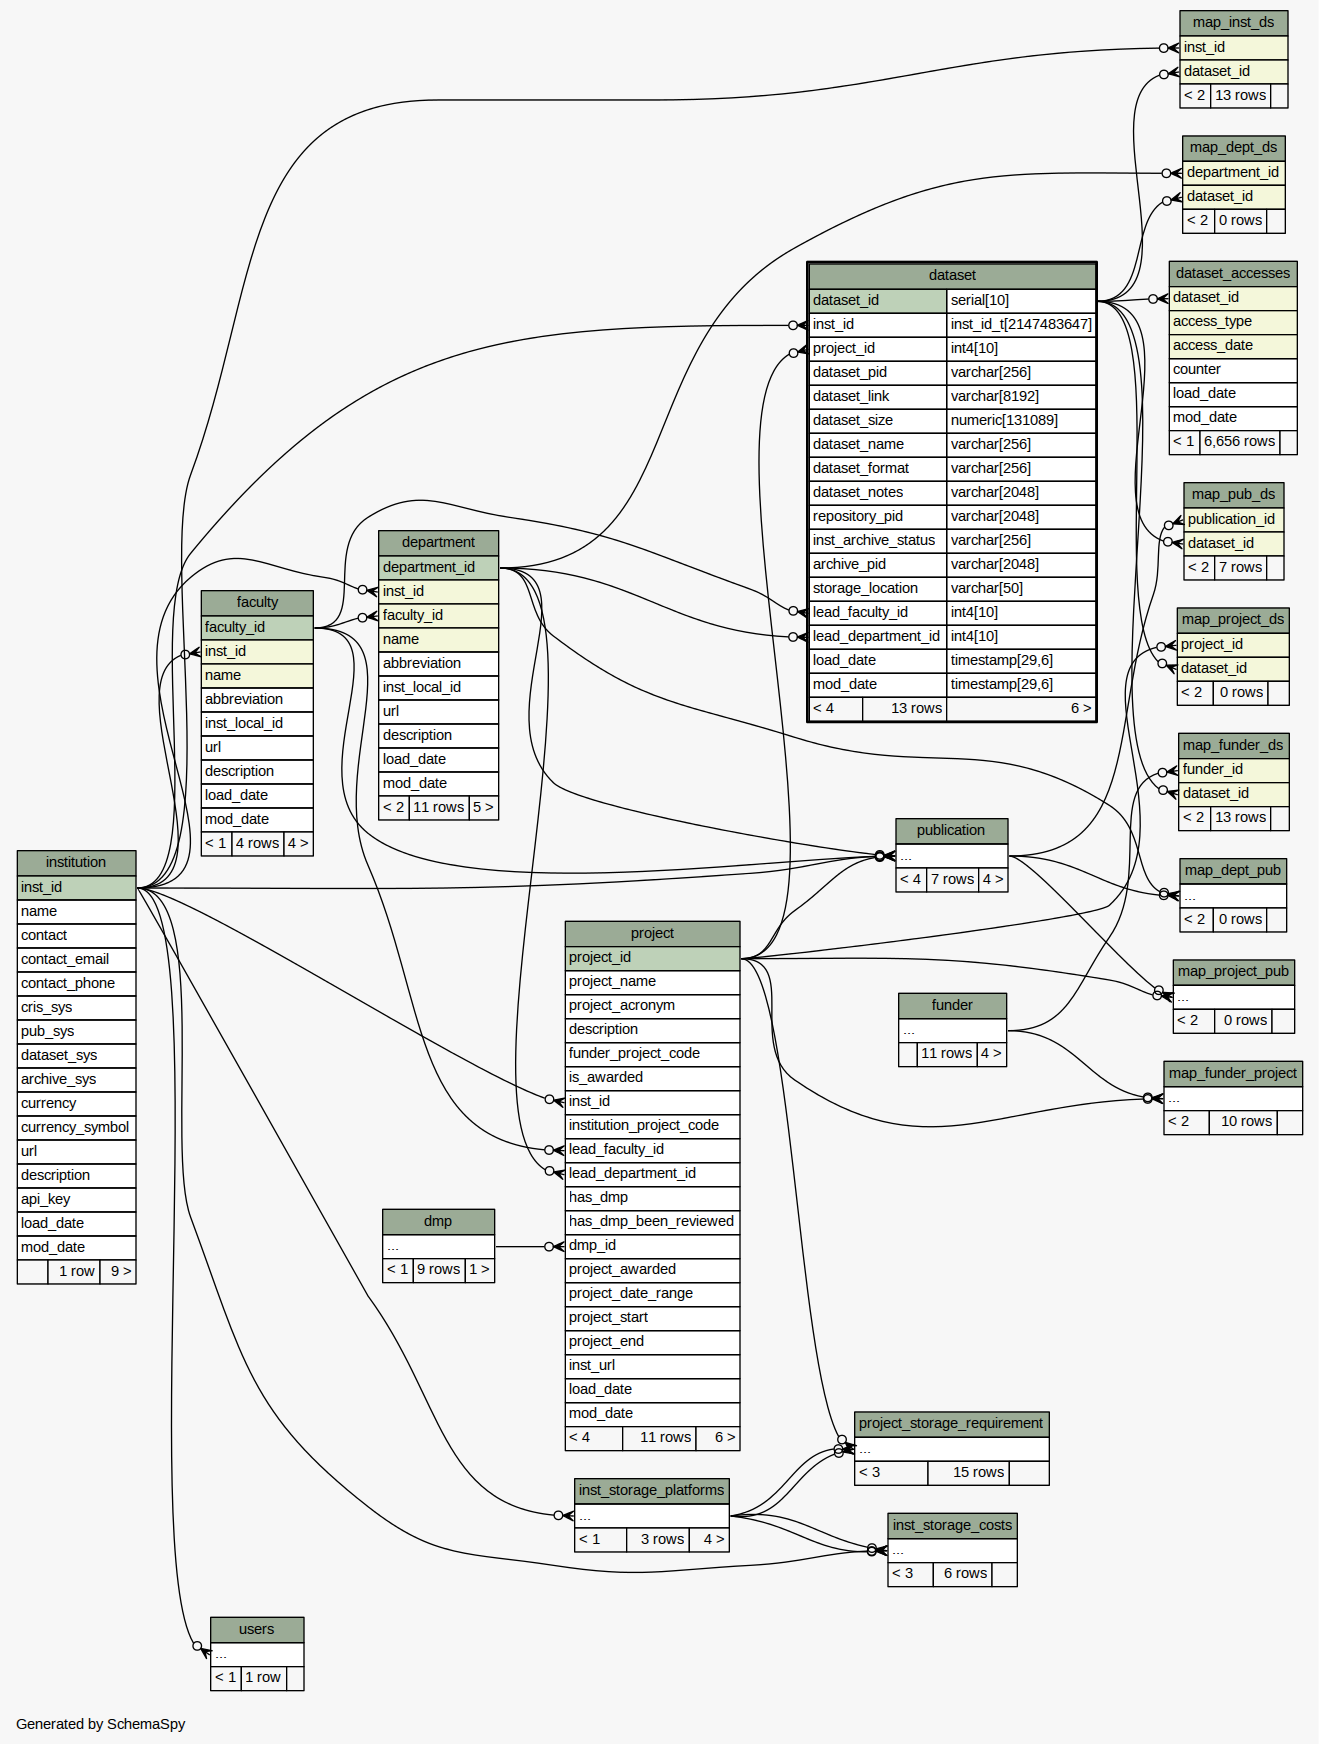 map_inst_ds
inst_id
dataset_id
< 2 13 rows
map_dept_ds
department_id
dataset_id
< 2 0 rows
dataset
dataset_id serial[10]
inst_id inst_id_t[2147483647]
project_id int4[10]
dataset_pid varchar[256]
dataset_link varchar[8192]
dataset_size numeric[131089]
dataset_name varchar[256]
dataset_format varchar[256]
dataset_notes varchar[2048]
repository_pid varchar[2048]
inst_archive_status varchar[256]
archive_pid varchar[2048]
storage_location varchar[50]
lead_faculty_id int4[10]
lead_department_id int4[10]
load_date timestamp[29,6]
mod_date timestamp[29,6]
< 4 13 rows 6 >
dataset_accesses
dataset_id
access_type
access_date
counter
load_date
mod_date
< 1 6,656 rows
map_pub_ds
publication_id
dataset_id
< 2 7 rows
department
department_id
inst_id
faculty_id
name
abbreviation
inst_local_id
url
description
load_date
mod_date
< 2 11 rows 5 >
faculty
faculty_id
inst_id
name
abbreviation
inst_local_id
url
description
load_date
mod_date
< 1 4 rows 4 >
map_project_ds
project_id
dataset_id
< 2 0 rows
map_funder_ds
funder_id
dataset_id
< 2 13 rows
publication
...
< 4 7 rows 4 >
institution
inst_id
name
contact
contact_email
contact_phone
cris_sys
pub_sys
dataset_sys
archive_sys
currency
currency_symbol
url
description
api_key
load_date
mod_date
1 row 9 >
map_dept_pub
...
< 2 0 rows
project
project_id
project_name
project_acronym
description
funder_project_code
is_awarded
inst_id
institution_project_code
lead_faculty_id
lead_department_id
has_dmp
has_dmp_been_reviewed
dmp_id
project_awarded
project_date_range
project_start
project_end
inst_url
load_date
mod_date
< 4 11 rows 6 >
map_project_pub
...
< 2 0 rows
funder
...
11 rows 4 >
map_funder_project
...
< 2 10 rows
dmp
...
< 1 9 rows 1 >
project_storage_requirement
...
< 3 15 rows
inst_storage_platforms
...
< 1 3 rows 4 >
inst_storage_costs
...
< 3 6 rows
users
...
< 1 1 row
Generated by SchemaSpy